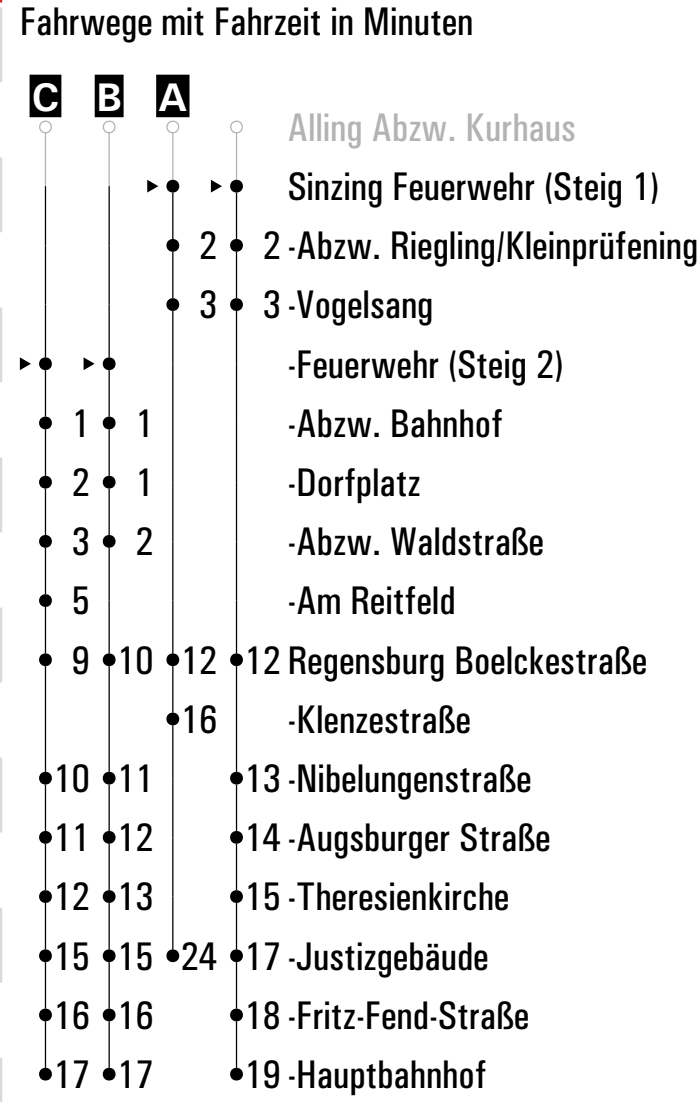 Fahrwege mit Fahrzeit in Minuten
C B A
Alling Abzw. Kurhaus
Sinzing Feuerwehr (Steig 1)
2 2 -Abzw. Riegling/Kleinprüfening
3 3 -Vogelsang
-Feuerwehr (Steig 2)
1 1 -Abzw. Bahnhof
2 1 -Dorfplatz
3 2 -Abzw. Waldstraße
5 -Am Reitfeld
9 10 12 12 Regensburg Boelckestraße
16 -Klenzestraße
10 11 13 -Nibelungenstraße
11 12 14 -Augsburger Straße
12 13 15 -Theresienkirche
15 15 24 17 -Justizgebäude
16 16 18 -Fritz-Fend-Straße
17 17 19 -Hauptbahnhof